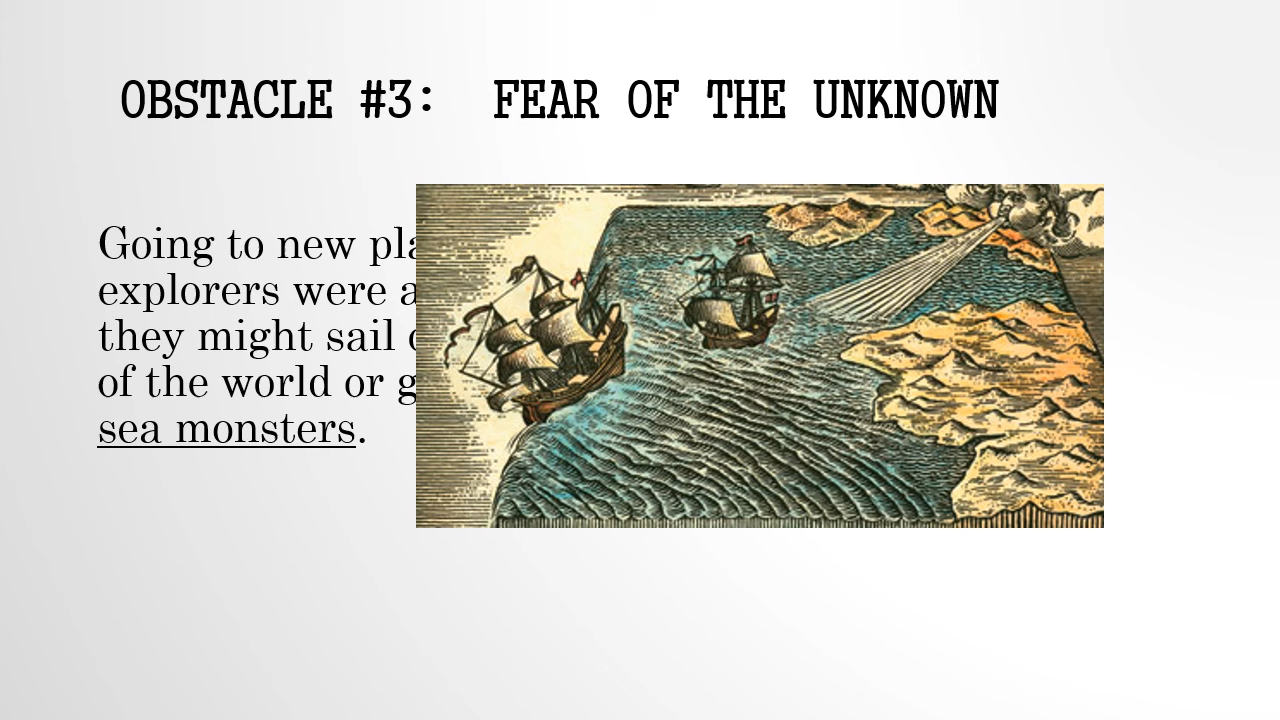 OBSTACLE #3: FEAR OF THE UNKNOWN
Going to new
explorers were
they might sail
of the world or
sea monsters.